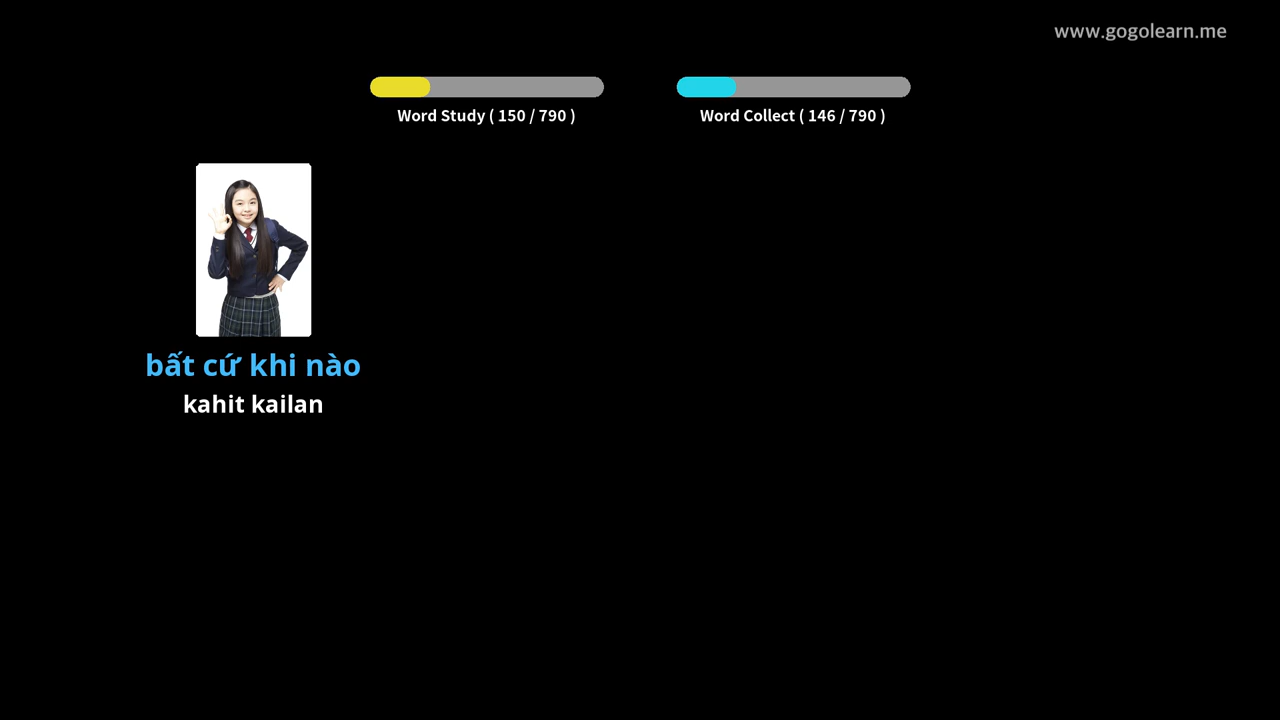 www.gogolearn.me
Word Study ( 150 / 790 )
Word Collect ( 146 / 790 )
bất cứ khi nào
kahit kailan